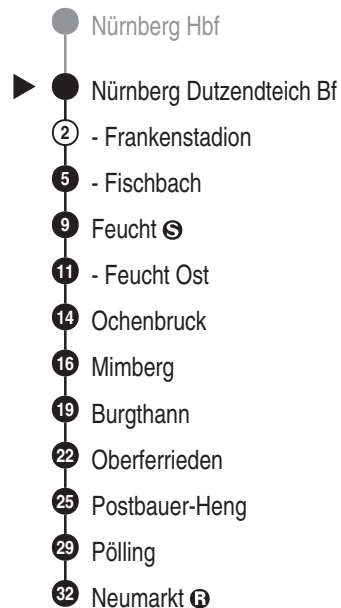 Nürnberg Hbf
Nürnberg Dutzendteich Bf
2 - Frankenstadion
5 - Fischbach
9 Feucht S
11 - Feucht Ost
14 Ochenbruck
16 Mimberg
19 Burgthann
22 Oberferrieden
25 Postbauer-Heng
29 Pölling
32 Neumarkt R